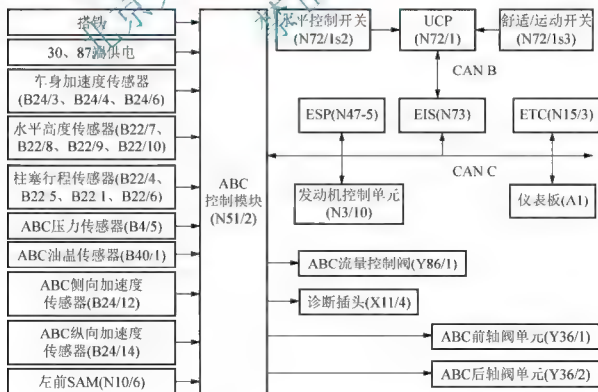 搭铁
30、87端供电
车身加速度传感器
(B24/3、B24/4、B24/6)
水平高度传感器(B22/7、
B22/8、B22/9、B22/10)
柱塞行程传感器(B22/4、
B22 5、B22 1、B22/6)
ABC压力传感器(B4/5)
ABC油温传感器(B40/1)
ABC侧向加速度
传感器(B24/12)
ABC纵向加速度
传感器(B24/14)
左前SAM(N10/6)
ABC
控制模块
(N51/2)
水平控制开关
(N72/1s2)
UCP
(N72/1)
舒适/运动开关
(N72/1s3)
CAN B
ESP(N47-5)
EIS(N73)
ETC(N15/3)
CAN C
发动机控制单元
(N3/10)
仪表板(A1)
ABC流量控制阀(Y86/1)
诊断插头(X11/4)
ABC前轴阀单元(Y36/1)
ABC后轴阀单元(Y36/2)